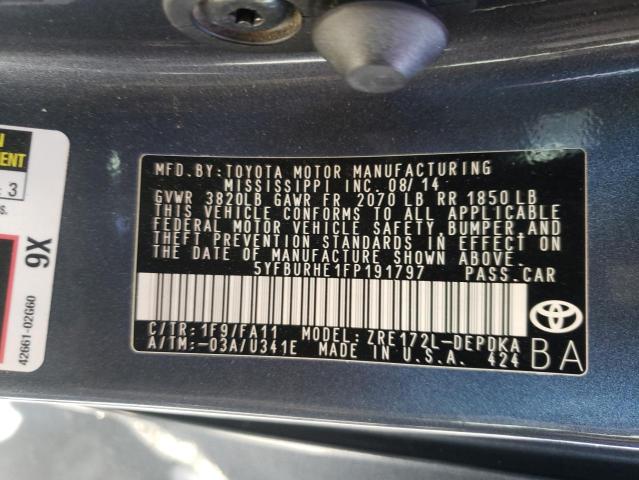 MFD.BY: TOYOTA MOTOR MANUFACTURING
MISSISSIPPI INC. 08/14
GVWR 3820LB GAWR FR 2070 LB RR 1850 LB
THIS VEHICLE CONFORMS TO ALL APPLICABLE
FEDERAL MOTOR VEHICLE SAFETY, BUMPER, AND
THEFT PREVENTION STANDARDS IN EFFECT ON
THE DATE OF MANUFACTURE SHOWN ABOVE.
5YFBURHE1FP191797 PASS.CAR
C/TR: 1F9/FA11 MODEL: ZRE172L-DEPDKA
A/TM: -03A/U341E MADE IN U.S.A. 424
BA
3
9X
42661-02G60